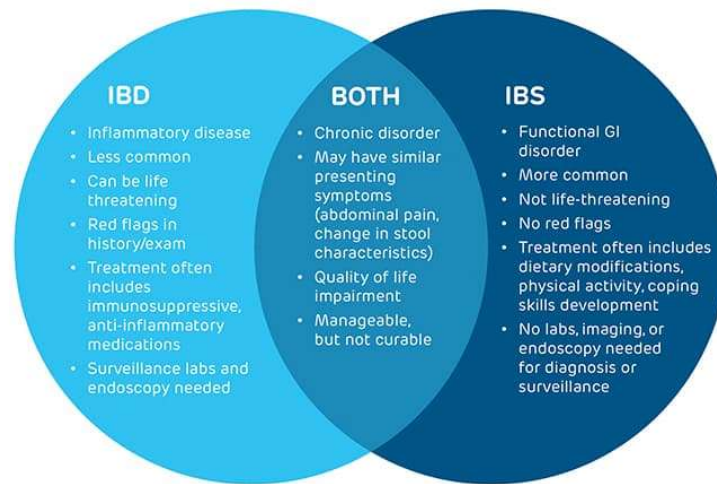 IBD
• Inflammatory disease
• Less common
• Can be life
threatening
• Red flags in
history/exam
• Treatment often
includes
immunosuppressive,
anti-inflammatory
medications
• Surveillance labs and
endoscopy needed
BOTH
• Chronic disorder
• May have similar
presenting
symptoms
(abdominal pain,
change in stool
characteristics)
• Quality of life
impairment
• Manageable,
but not curable
IBS
• Functional GI
disorder
• More common
• Not life-threatening
• No red flags
• Treatment often includes
dietary modifications,
physical activity, coping
skills development
• No labs, imaging, or
endoscopy needed
for diagnosis or
surveillance